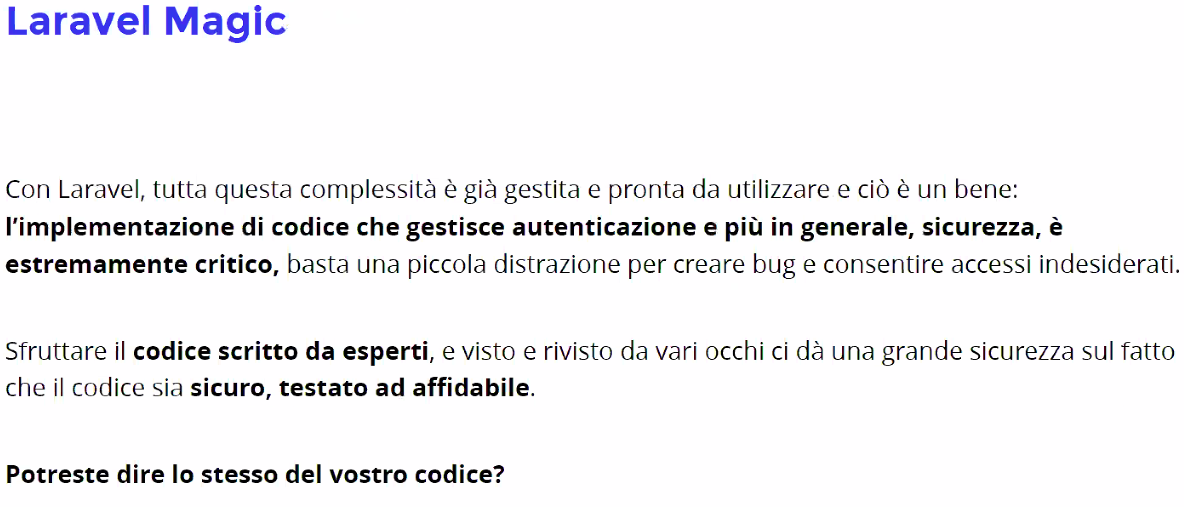 Laravel Magic
Con Laravel, tutta questa complessità è già gestita e pronta da utilizzare e ciò è un bene:
l’implementazione di codice che gestisce autenticazione e più in generale, sicurezza, è
estremamente critico, basta una piccola distrazione per creare bug e consentire accessi indesiderati.
Sfruttare il codice scritto da esperti, e visto e rivisto da vari occhi ci dà una grande sicurezza sul fatto
che il codice sia sicuro, testato ad affidabile.
Potreste dire lo stesso del vostro codice?